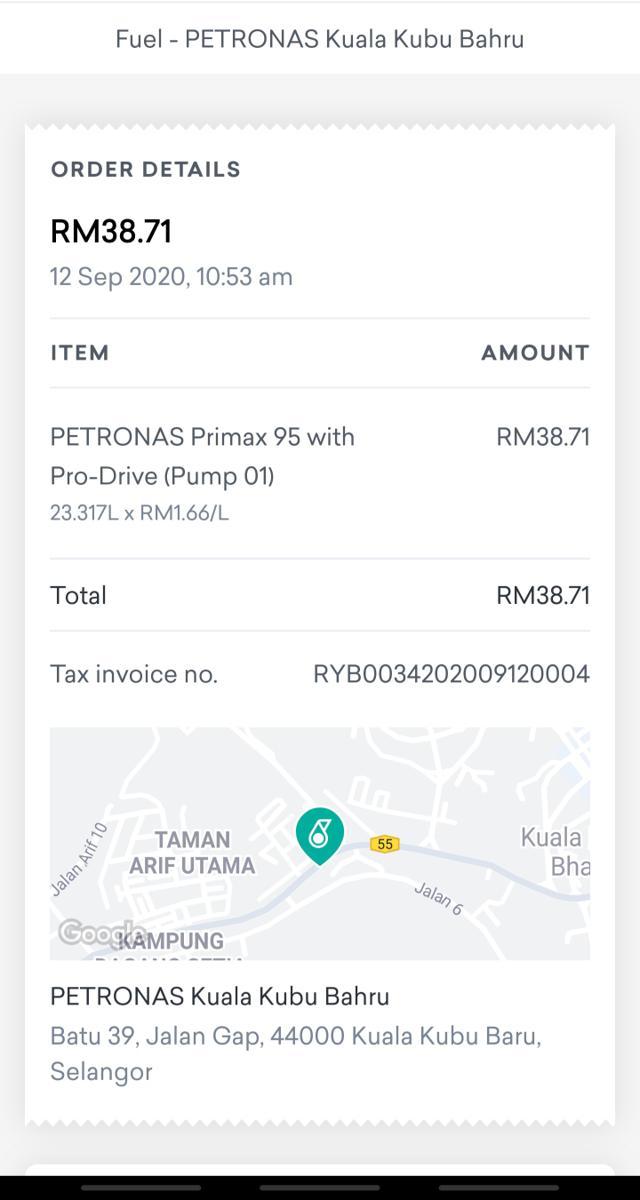 Fuel - PETRONAS Kuala Kubu Bahru
ORDER DETAILS
RM38.71
12 Sep 2020, 10:53 am
ITEM AMOUNT
PETRONAS Primax 95 with RM38.71
Pro-Drive (Pump 01)
23.317L x RM1.66/L
Total RM38.71
Tax invoice no. RYB0034202009120004
Jalan Arif 10
TAMAN
ARIF UTAMA
55
Kuala
Bha
Jalan 6
Google
KAMPUNG
PETRONAS Kuala Kubu Bahru
Batu 39, Jalan Gap, 44000 Kuala Kubu Baru,
Selangor